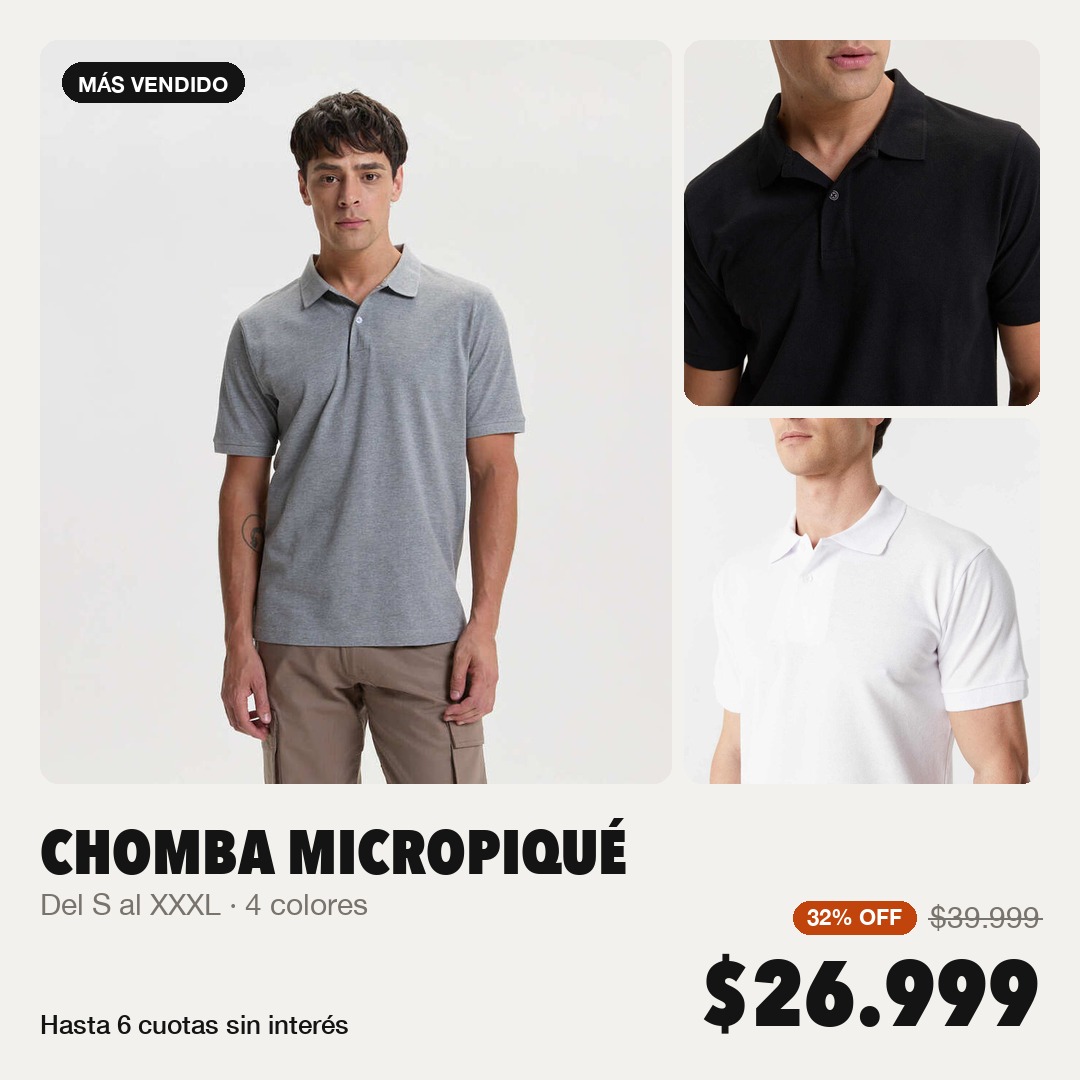 MÁS VENDIDO
CHOMBA MICROPIQUÉ
Del S al XXXL · 4 colores
32% OFF $39.999
$26.999
Hasta 6 cuotas sin interés